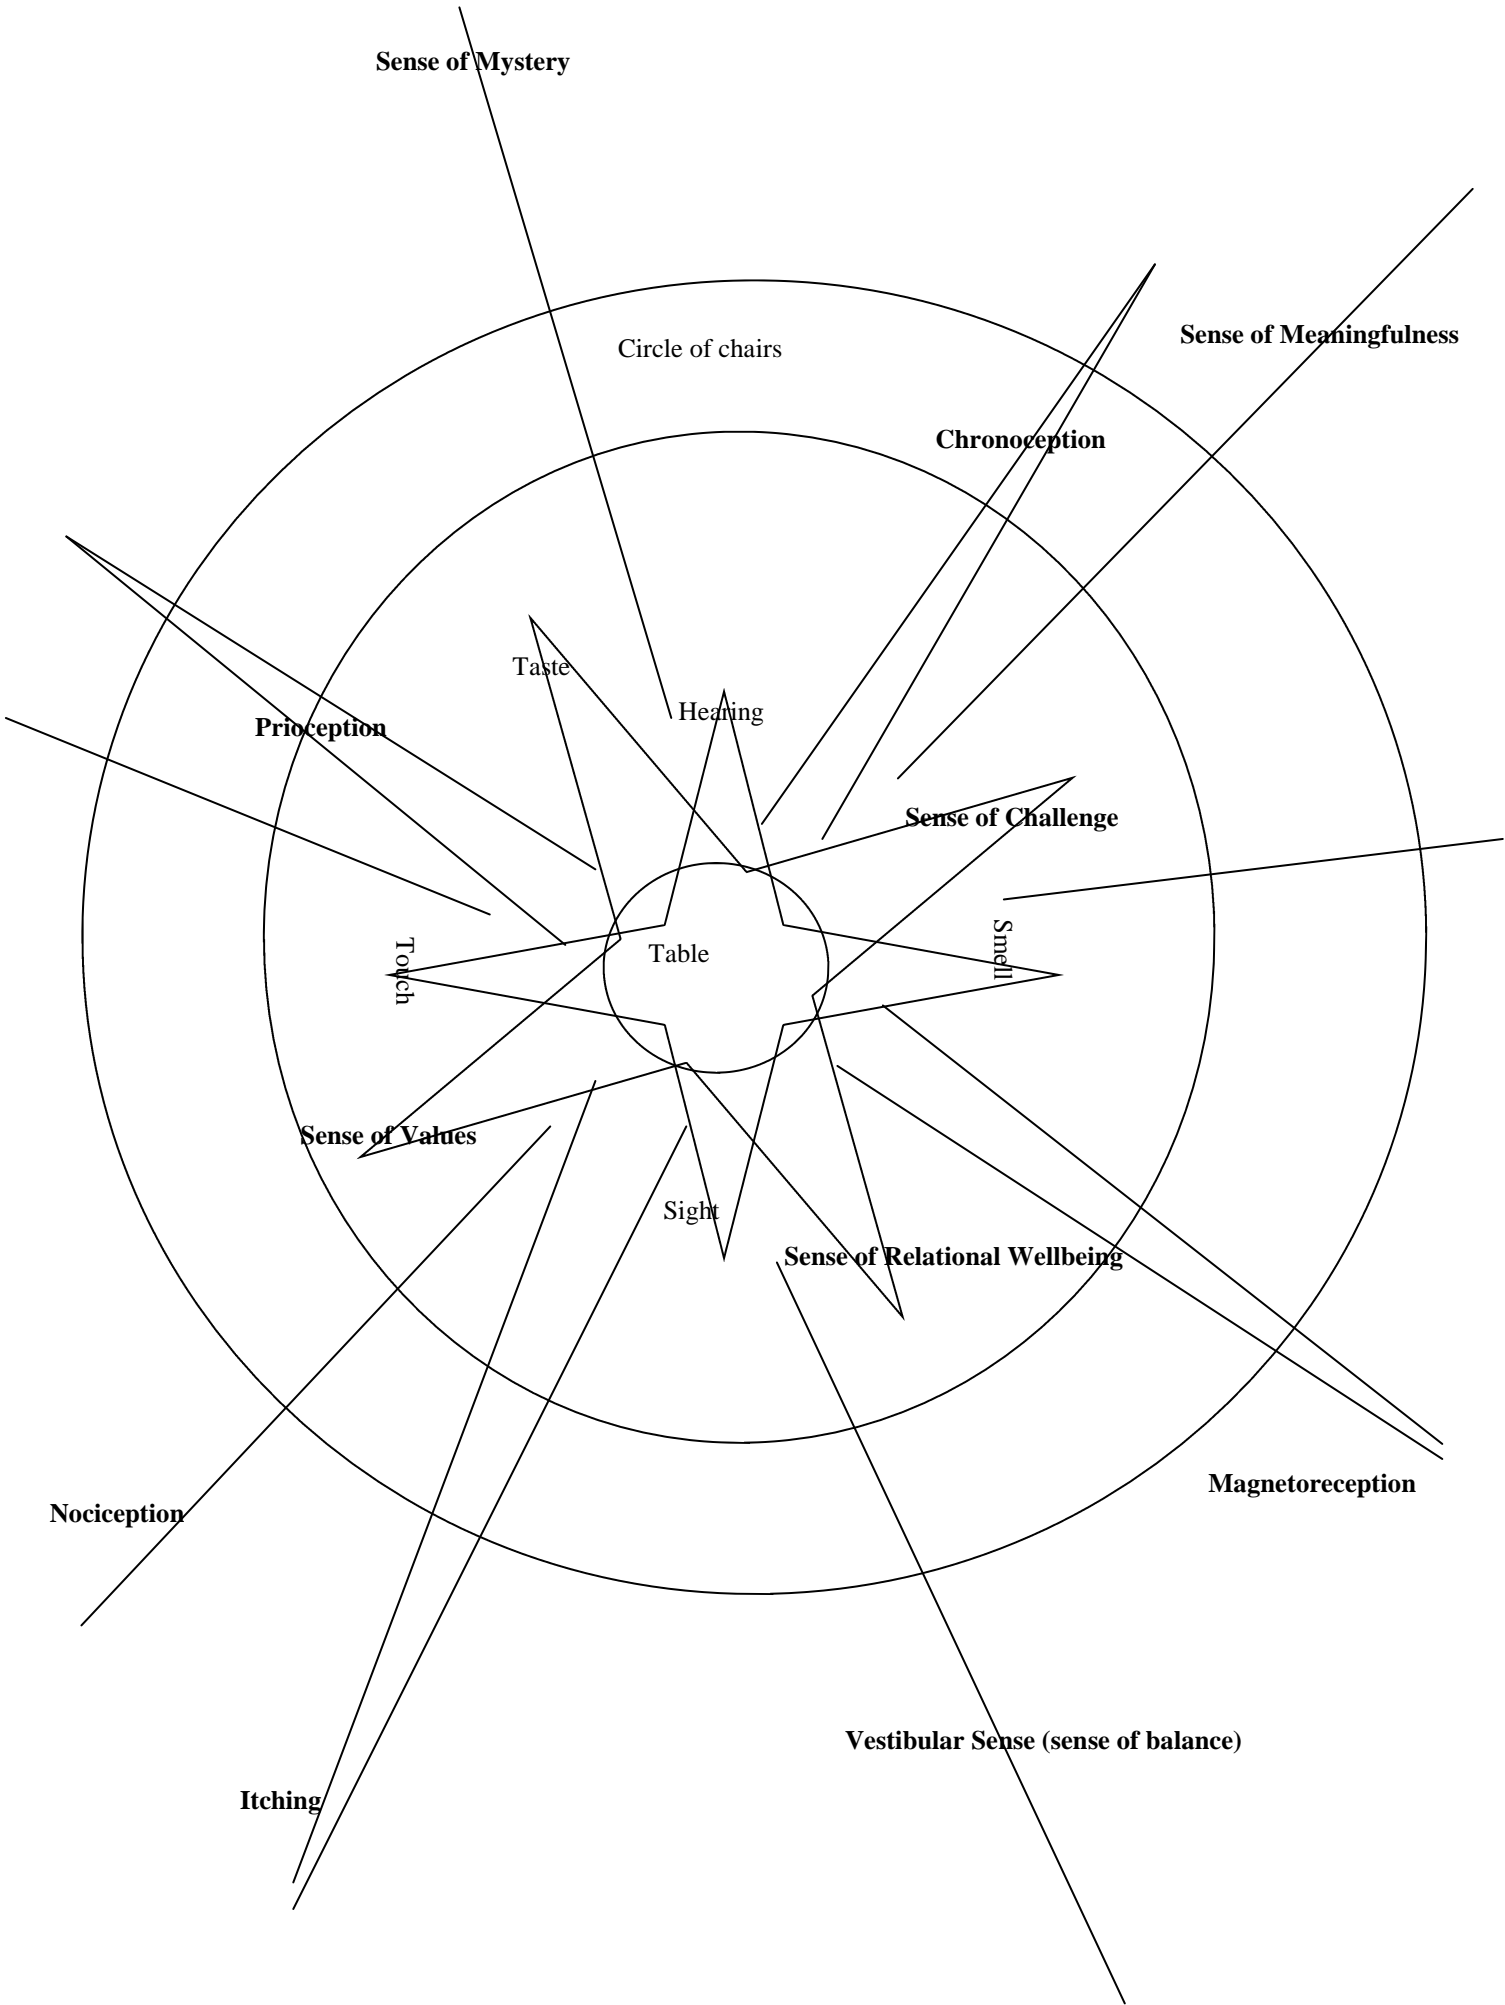 Sense of Mystery
Sense of Meaningfulness
Circle of chairs
Chronoception
Taste
Hearing
Prioception
Sense of Challenge
Smell
Touch
Table
Sense of Values
Sight
Sense of Relational Wellbeing
Magnetoreception
Nociception
Vestibular Sense (sense of balance)
Itching